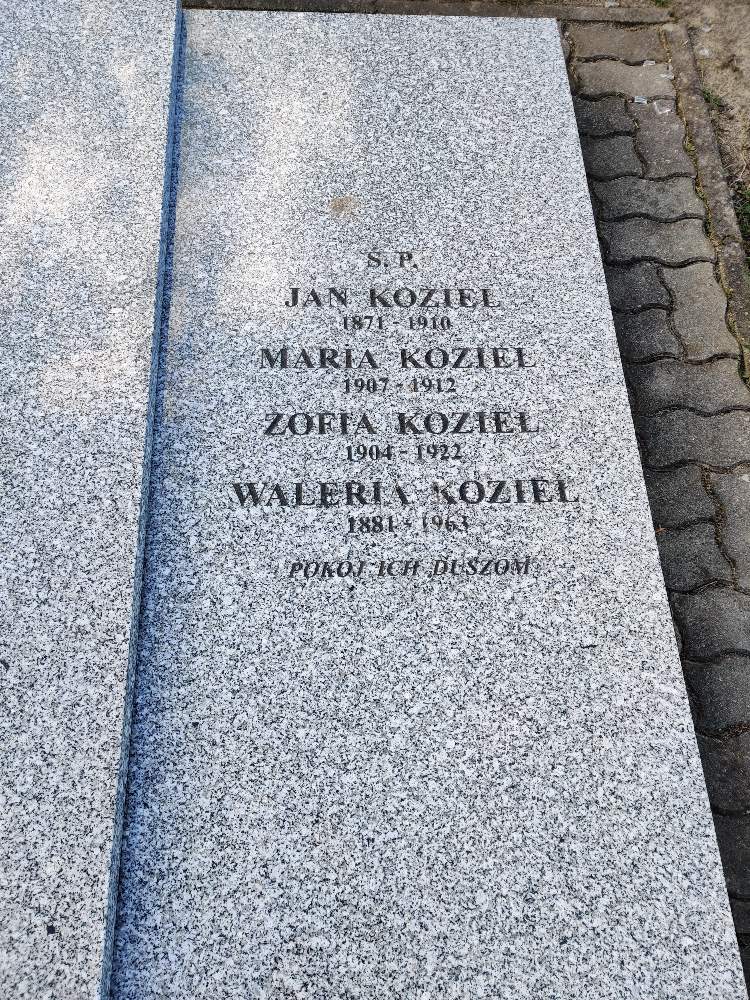 Ś. P.
JAN KOZIEŁ
1871 - 1910
MARIA KOZIEŁ
1907 - 1912
ZOFIA KOZIEŁ
1904 - 1922
WALERIA KOZIEŁ
1881 - 1963
POKÓJ ICH DUSZOM